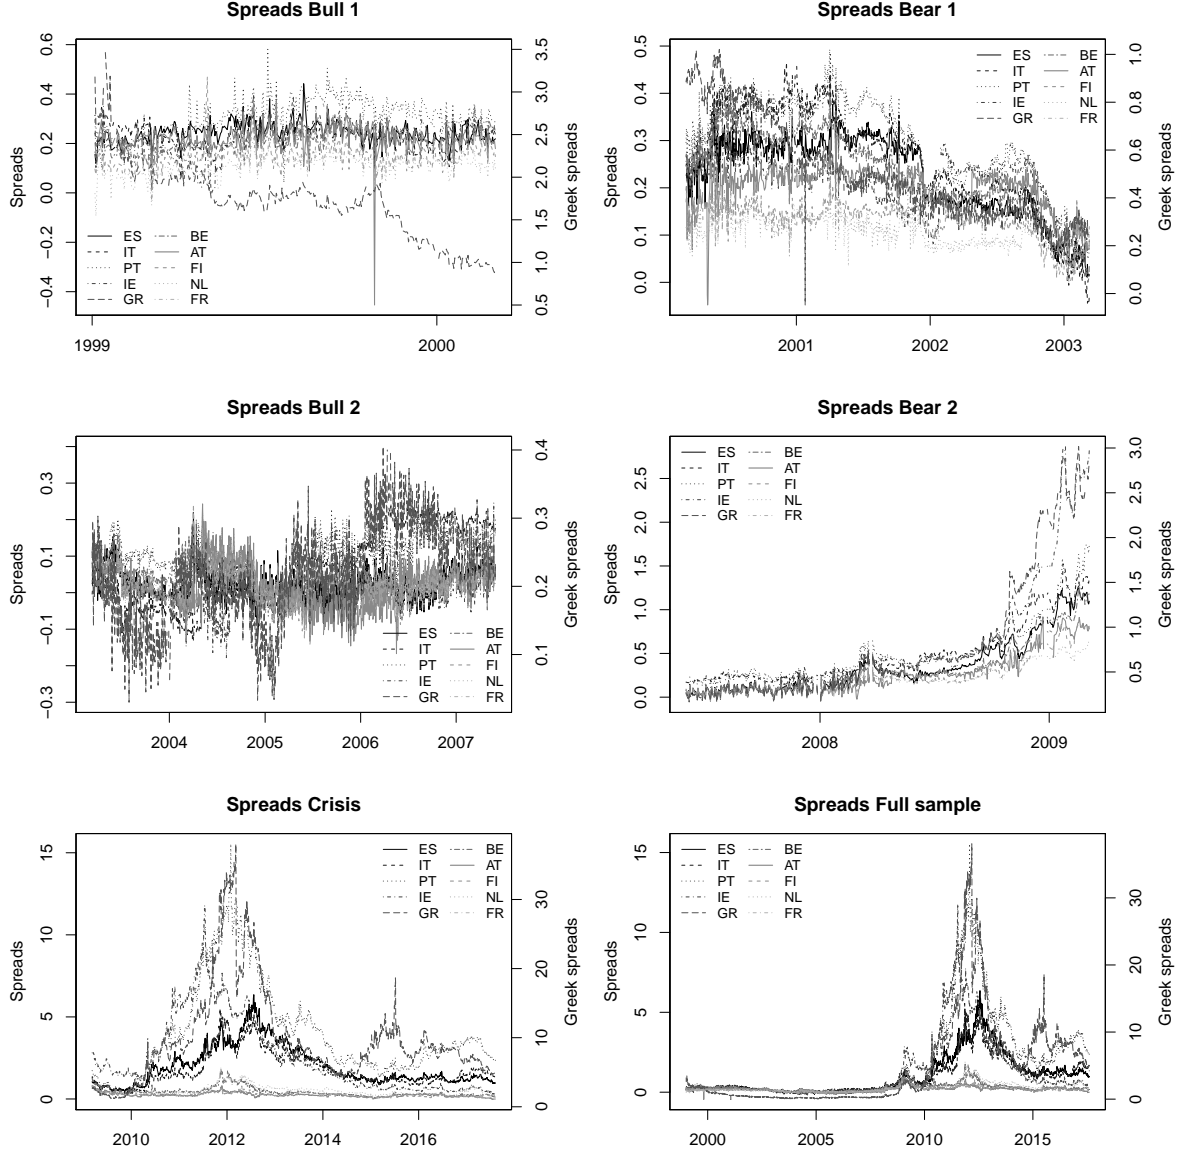 Spreads Bull 1
Spreads
Greek spreads
0.6
0.4
0.2
0.0
−0.2
−0.4
3.5
3.0
2.5
2.0
1.5
1.0
0.5
ES BE
IT AT
PT FI
IE NL
GR FR
1999 2000
Spreads Bear 1
Spreads
Greek spreads
0.5
0.4
0.3
0.2
0.1
0.0
1.0
0.8
0.6
0.4
0.2
0.0
ES BE
IT AT
PT FI
IE NL
GR FR
2001 2002 2003
Spreads Bull 2
Spreads
Greek spreads
0.3
0.1
−0.1
−0.3
0.4
0.3
0.2
0.1
ES BE
IT AT
PT FI
IE NL
GR FR
2004 2005 2006 2007
Spreads Bear 2
Spreads
Greek spreads
2.5
2.0
1.5
1.0
0.5
0.0
3.0
2.5
2.0
1.5
1.0
0.5
ES BE
IT AT
PT FI
IE NL
GR FR
2008 2009
Spreads Crisis
Spreads
Greek spreads
15
10
5
0
30
20
10
0
ES BE
IT AT
PT FI
IE NL
GR FR
2010 2012 2014 2016
Spreads Full sample
Spreads
Greek spreads
15
10
5
0
30
20
10
0
ES BE
IT AT
PT FI
IE NL
GR FR
2000 2005 2010 2015